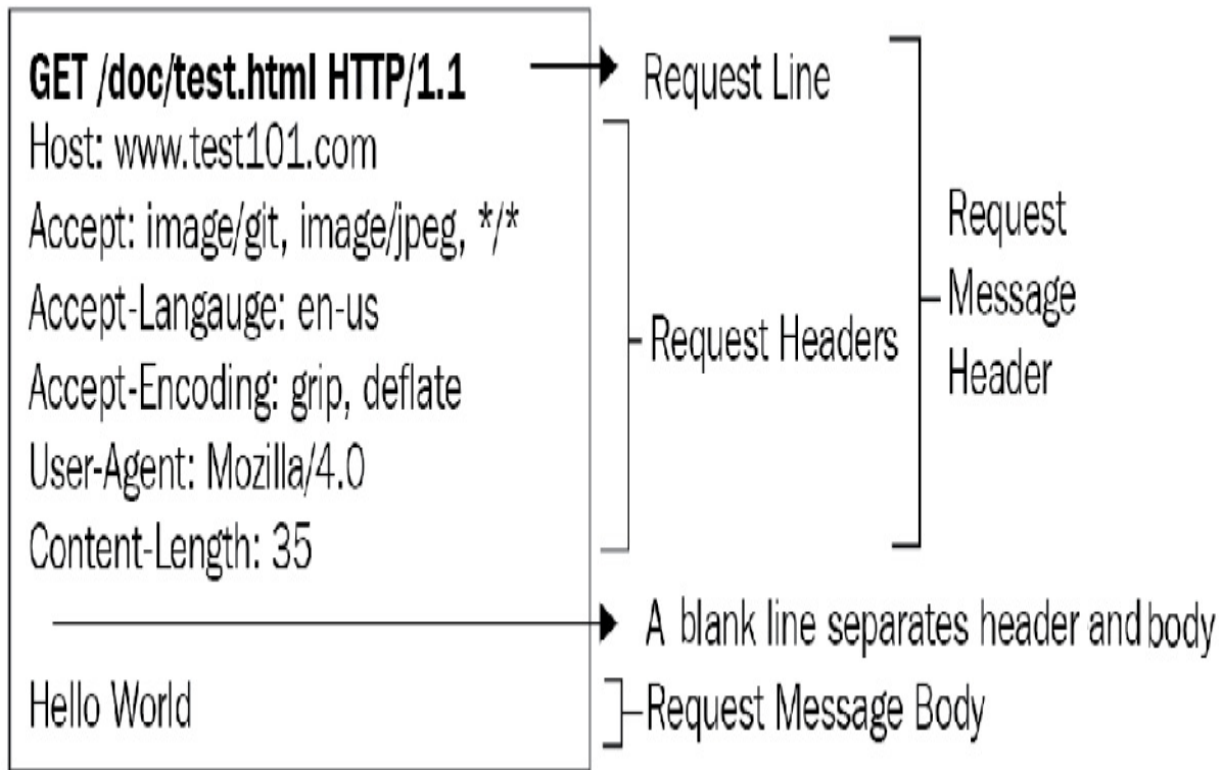 GET /doc/test.html HTTP/1.1
Host: www.test101.com
Accept: image/git, image/jpeg, */*
Accept-Langauge: en-us
Accept-Encoding: grip, deflate
User-Agent: Mozilla/4.0
Content-Length: 35
Hello World
Request Line
Request Headers
Request
Message
Header
A blank line separates header and body
Request Message Body